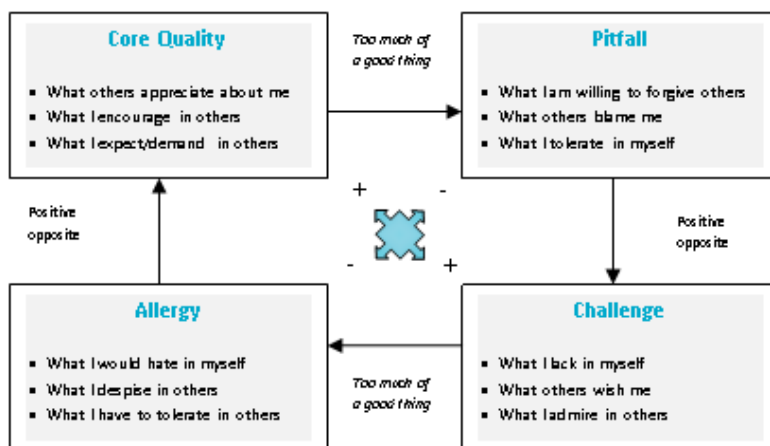 Core Quality
▪ What others appreciate about me
▪ What I encourage in others
▪ What I expect/demand in others
Too much of
a good thing
Pitfall
▪ What I am willing to forgive others
▪ What others blame me
▪ What I tolerate in myself
Positive
opposite
+ -
- +
Positive
opposite
Allergy
▪ What I would hate in myself
▪ What I despise in others
▪ What I have to tolerate in others
Too much of
a good thing
Challenge
▪ What I lack in myself
▪ What others wish me
▪ What I admire in others